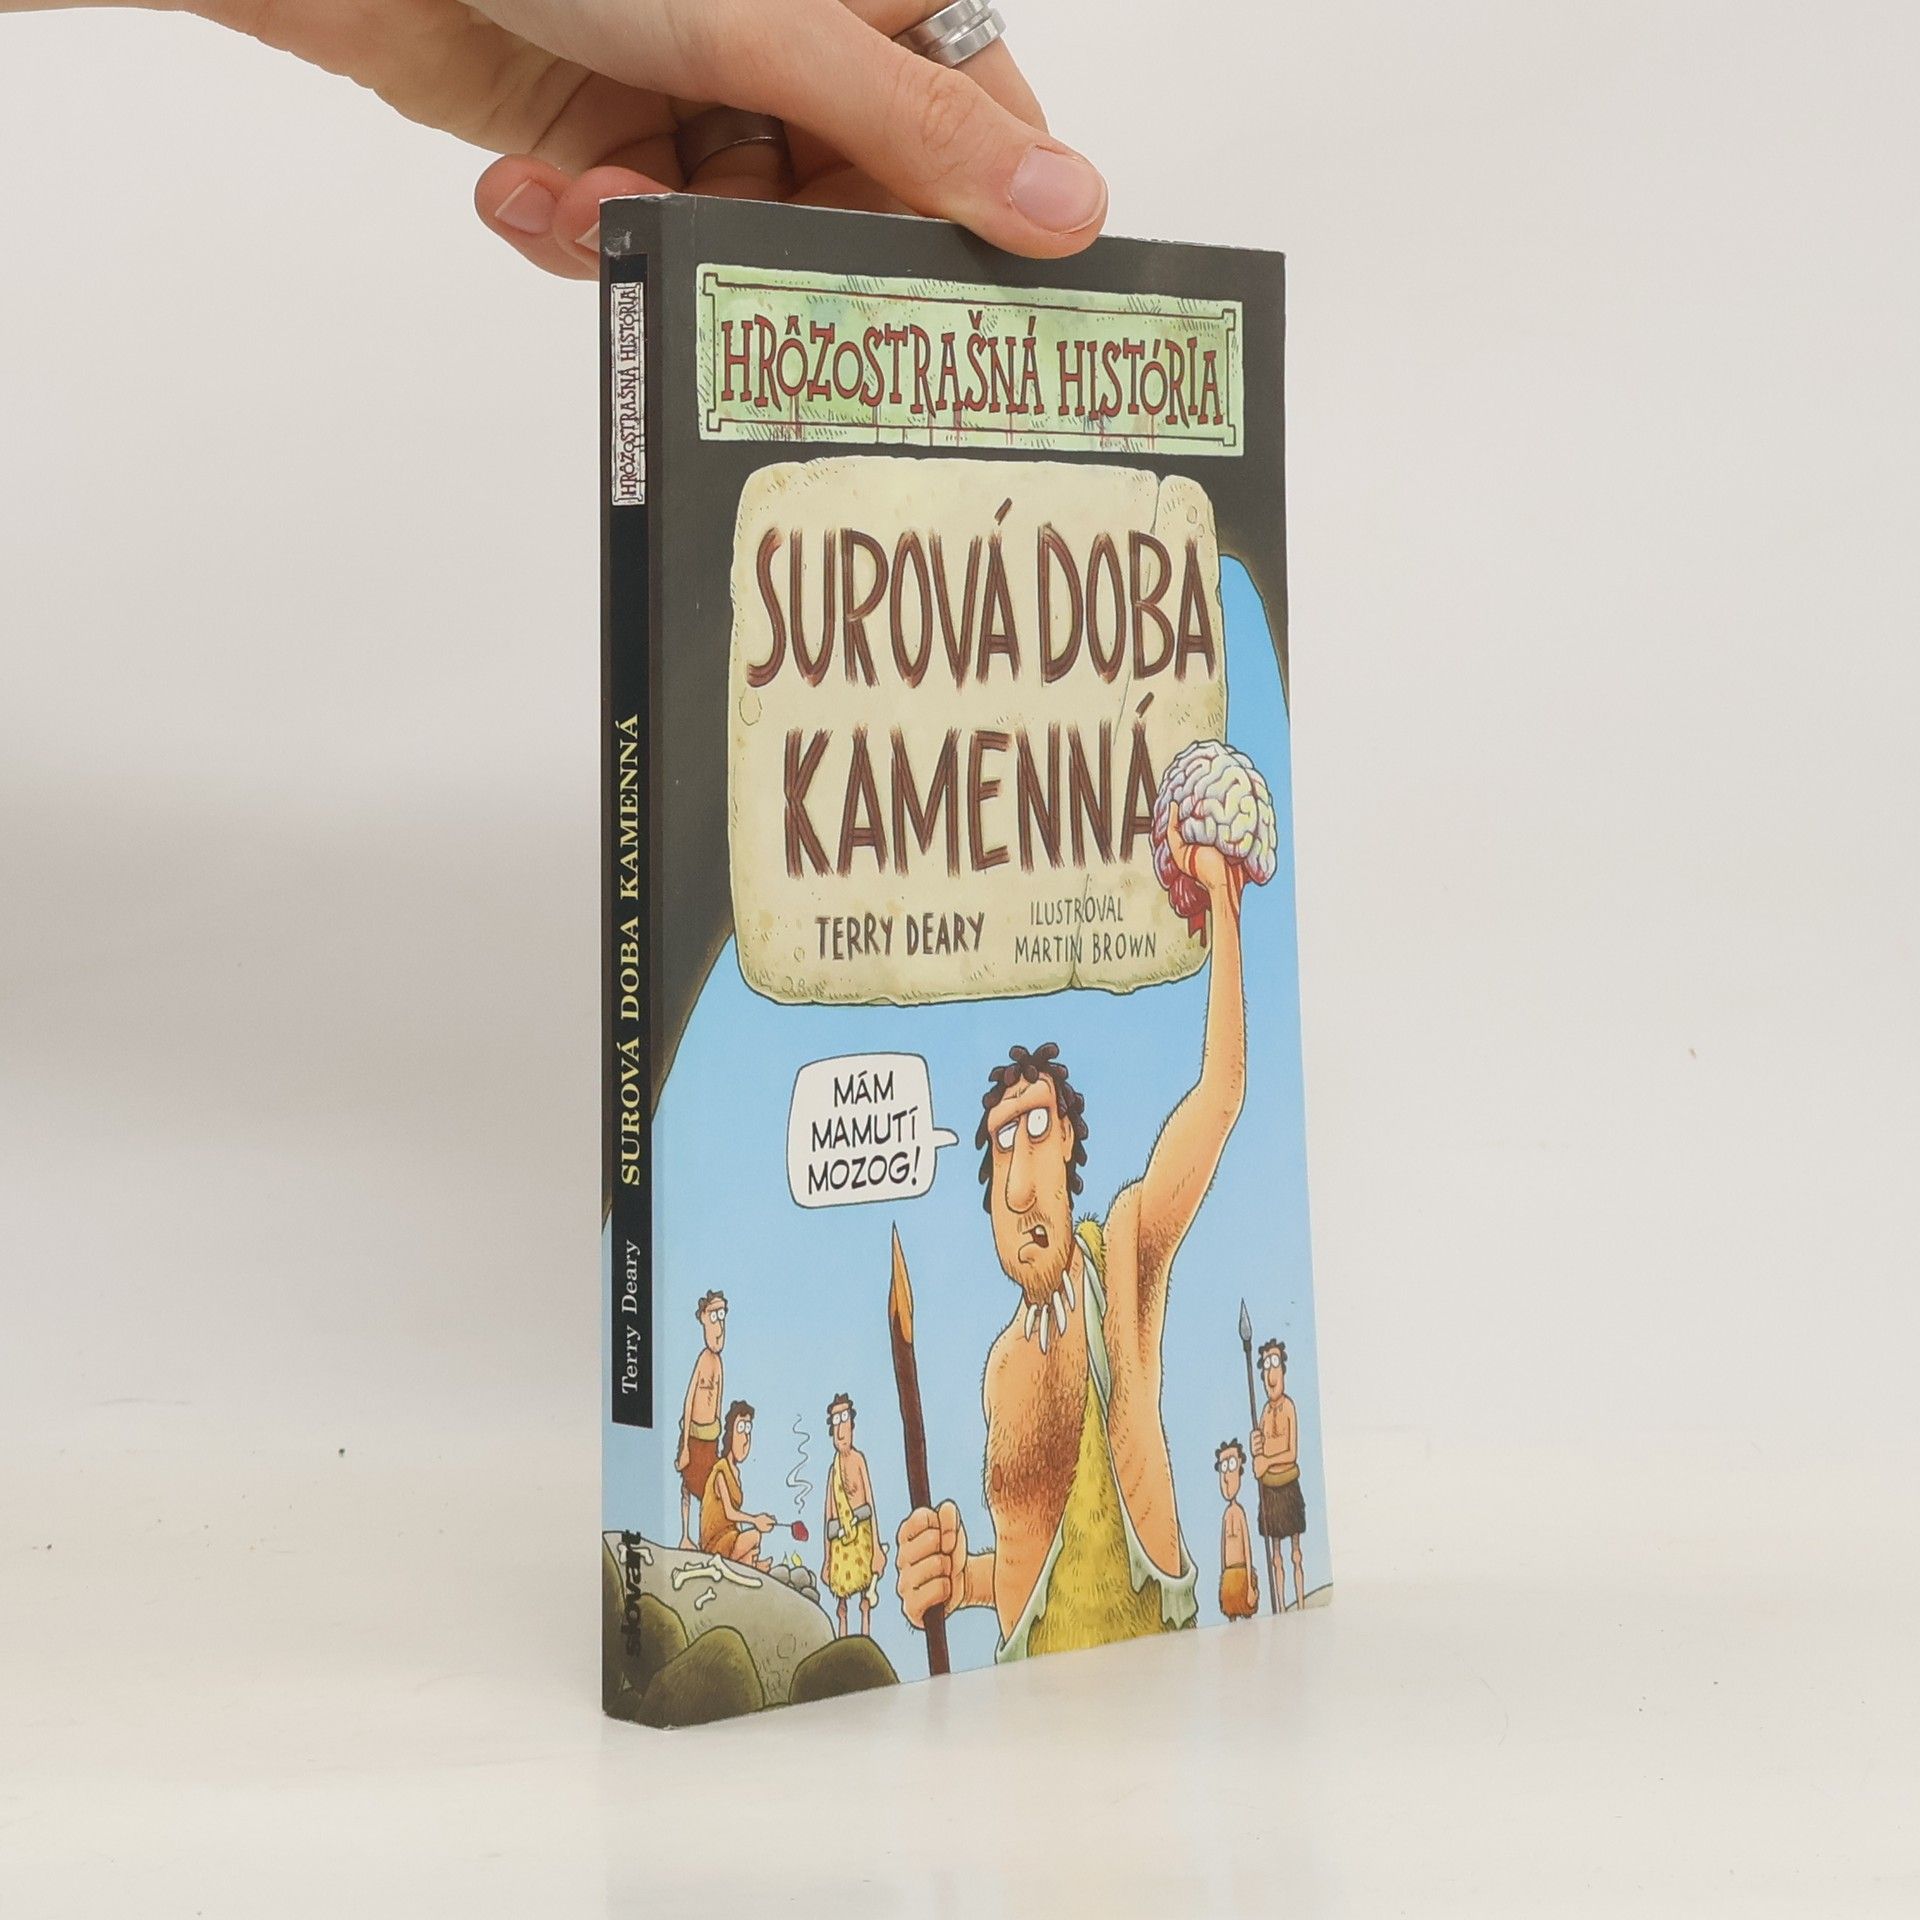 HRÔZOSTRAŠNÁ HISTÓRIA
SUROVÁ DOBA
KAMENNÁ
TERRY DEARY
ILUSTROVAL
MARTIN BROWN
MÁM
MAMUTÍ
MOZOG!
HRÔZOSTRAŠNÁ HISTÓRIA
SUROVÁ DOBA KAMENNÁ
Terry Deary
slovart